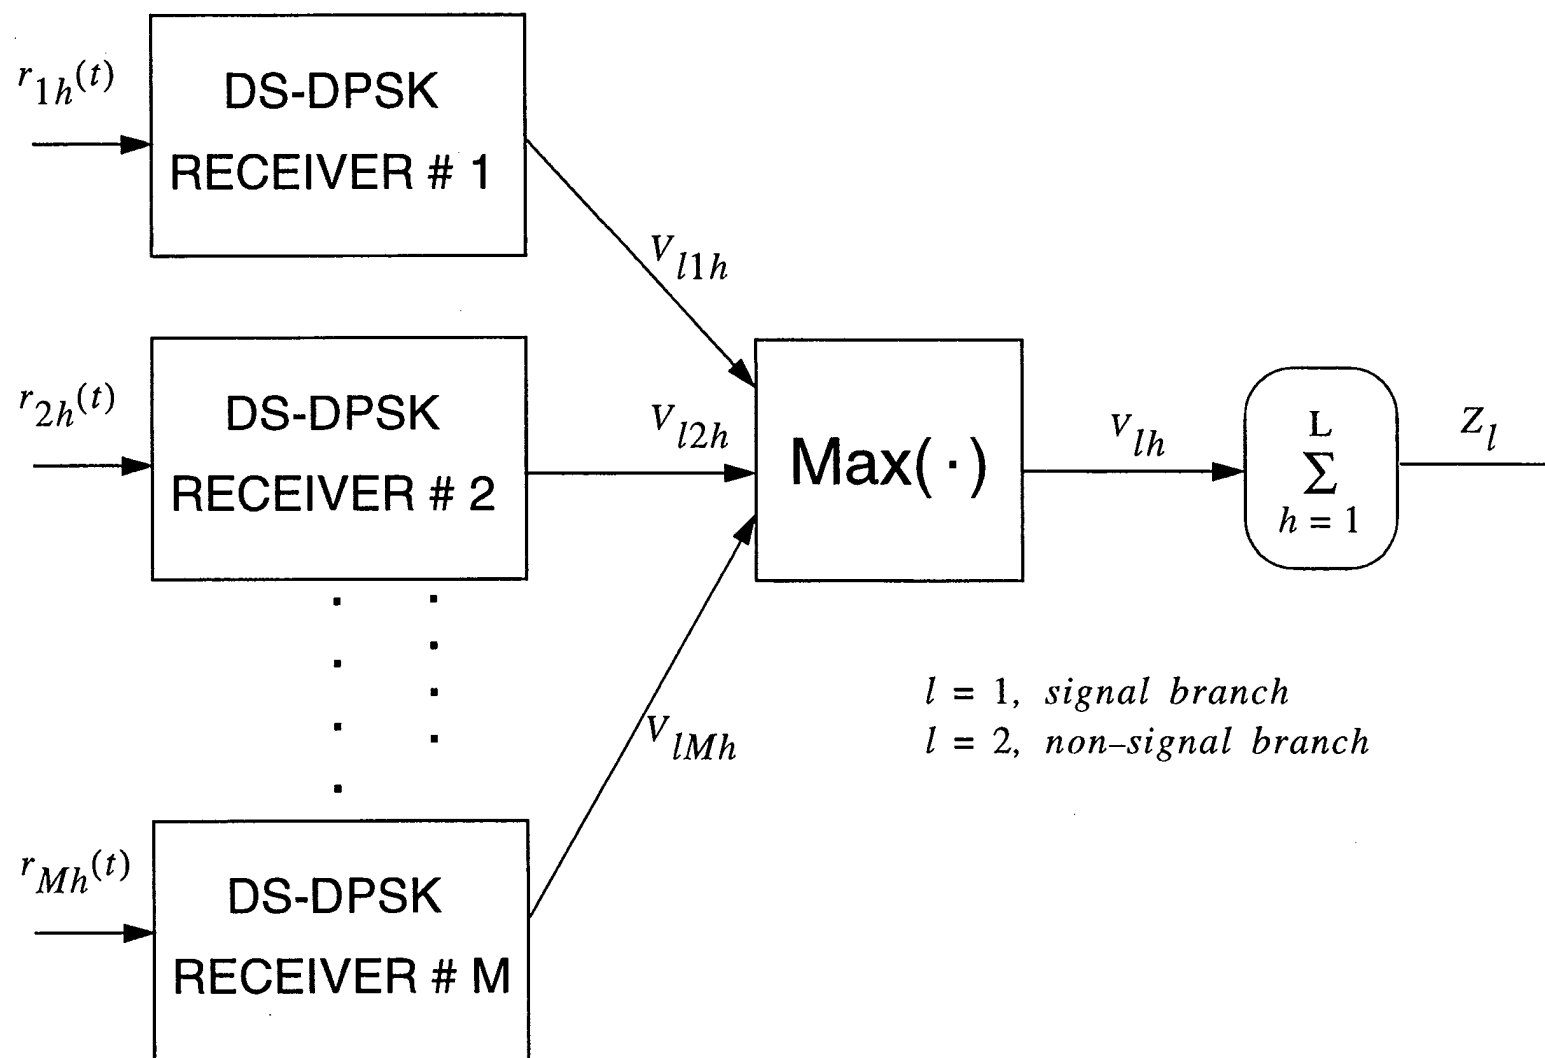 r1h(t)
DS-DPSK
RECEIVER # 1
Vl1h
r2h(t)
DS-DPSK
RECEIVER # 2
Vl2h
Max( · )
Vlh
L
Σ
h = 1
Zl
l = 1, signal branch
l = 2, non–signal branch
VlMh
rMh(t)
DS-DPSK
RECEIVER # M